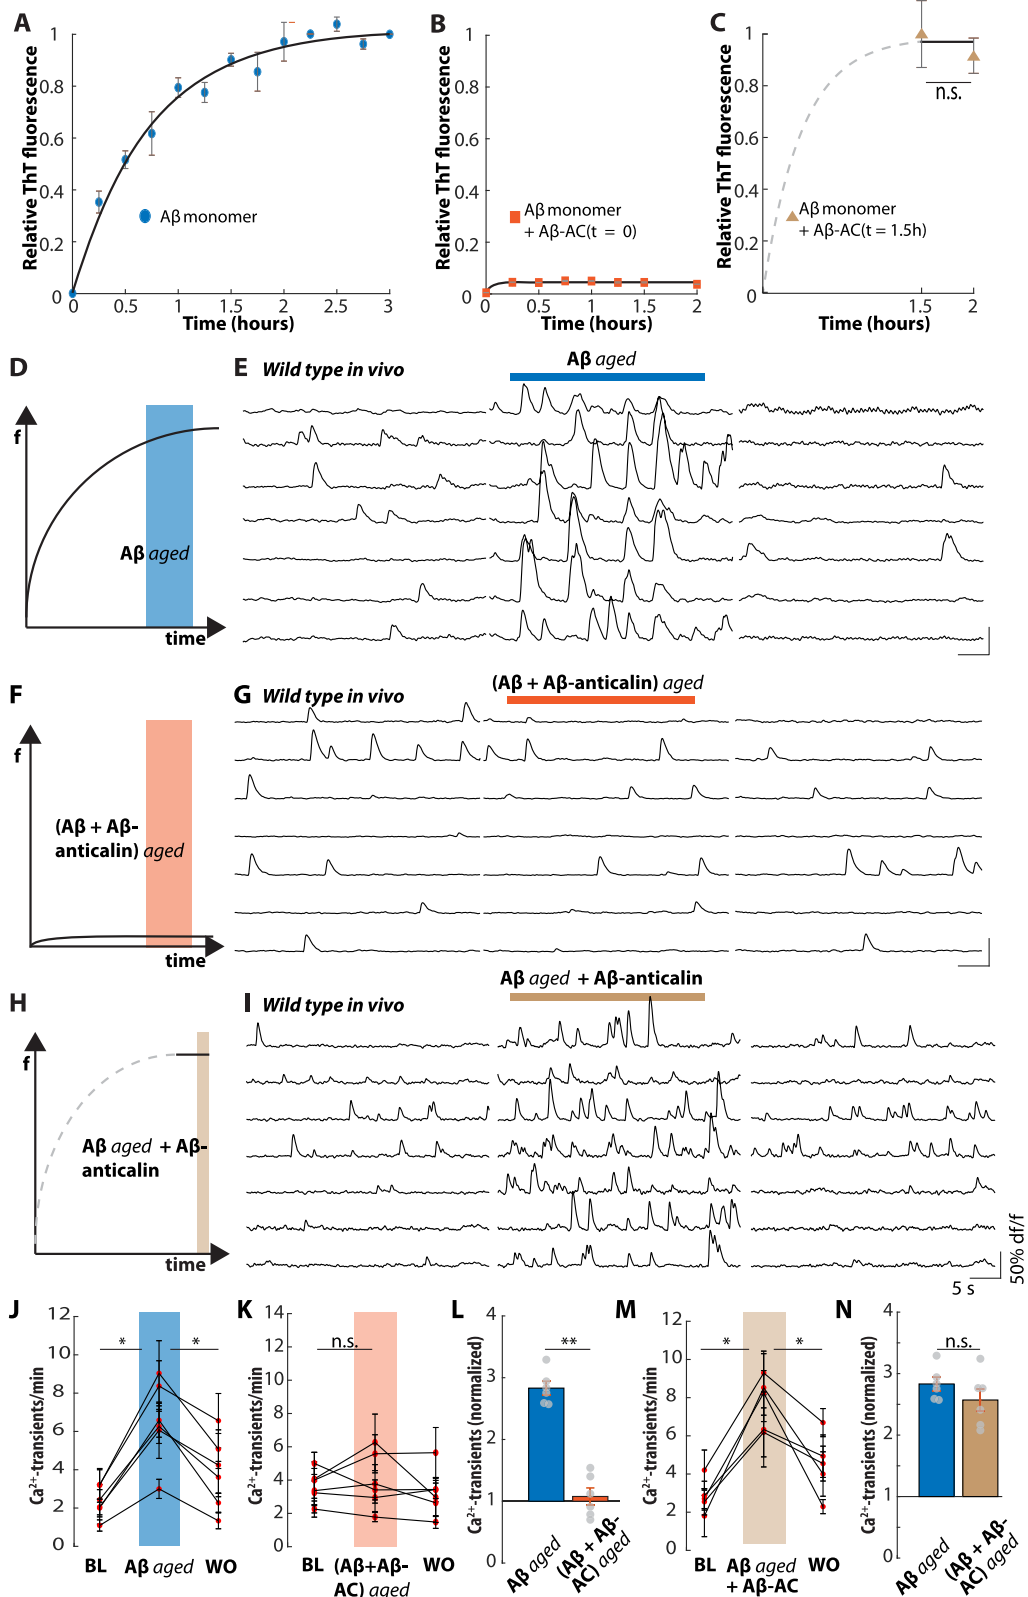 A
Relative ThT fluorescence
1
0.8
0.6
0.4
0.2
0
Aβ monomer
0 0.5 1 1.5 2 2.5 3
Time (hours)
B
Relative ThT fluorescence
1
0.8
0.6
0.4
0.2
0
Aβ monomer
+ Aβ-AC(t = 0)
0 0.5 1 1.5 2
Time (hours)
C
Relative ThT fluorescence
1
0.8
0.6
0.4
0.2
0
n.s.
Aβ monomer
+ Aβ-AC(t = 1.5h)
1.5 2
Time (hours)
D
f
Aβ aged
time
E Wild type in vivo
Aβ aged
F
f
(Aβ + Aβ-
anticalin) aged
time
G Wild type in vivo
(Aβ + Aβ-anticalin) aged
H
f
Aβ aged + Aβ-
anticalin
time
I Wild type in vivo
Aβ aged + Aβ-anticalin
50% df/f
5 s
J
Ca²⁺-transients/min
12
10
8
6
4
2
0
* *
BL Aβ aged WO
K
Ca²⁺-transients/min
14
12
10
8
6
4
2
0
n.s.
BL (Aβ+Aβ- WO
AC) aged
L
Ca²⁺-transients (normalized)
4
3
2
1
**
Aβ aged
(Aβ + Aβ-
AC) aged
M
Ca²⁺-transients/min
12
10
8
6
4
2
0
* *
BL Aβ aged WO
+ Aβ-AC
N
Ca²⁺-transients (normalized)
4
3
2
1
n.s.
Aβ aged
(Aβ + Aβ-
AC) aged